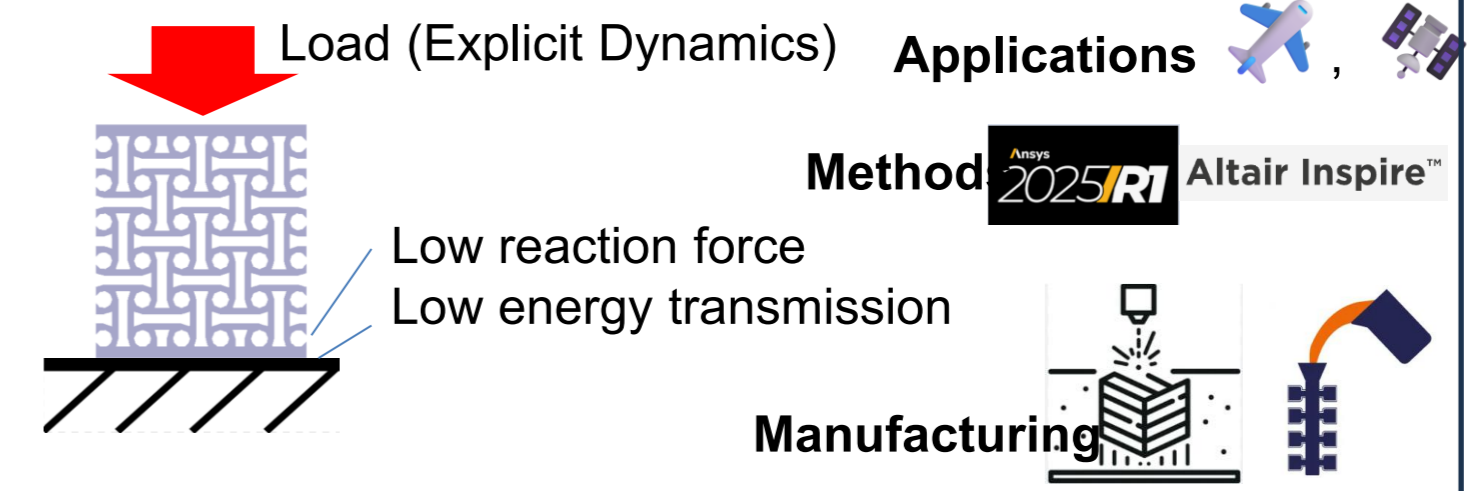 Load (Explicit Dynamics)
Applications ,
Methods
Ansys
2025/R1
Altair Inspire™
Low reaction force
Low energy transmission
Manufacturing